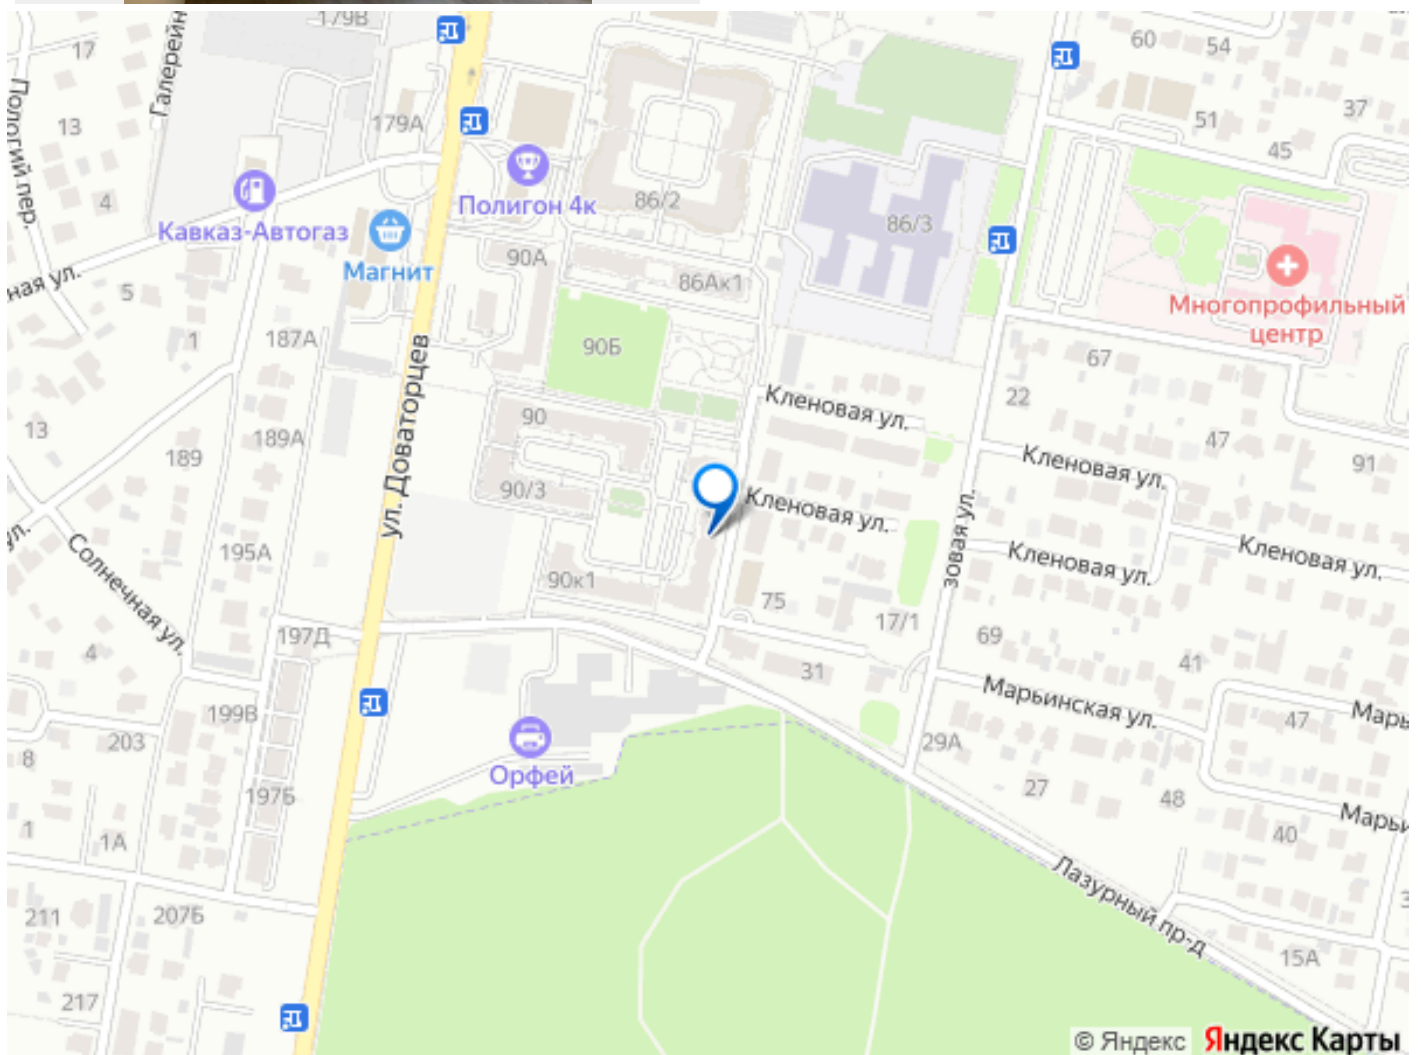 179В
60
54
17
Галерейн
37
Пологий пер.
13
179А
51
45
Полигон 4к
4
86/2
86/3
Кавказ-Автогаз
90А
Магнит
86Ак1
ная ул.
5
Многопрофильный
центр
1
187А
90Б
67
ул. Доваторцев
22
Кленовая ул.
13
90
189А
47
189
Кленовая ул.
91
90/3
Кленовая ул.
ул.
зовая ул.
195А
Кленовая ул.
Кленовая ул.
Солнечная ул.
90к1
75
17/1
197Д
69
4
31
41
Марьинская ул.
199В
47
Марь
203
29А
8
Орфей
197Б
27
48
Марьи
1
1А
40
Лазурный пр-д
211
207Б
15А
217
© Яндекс Яндекс Карты